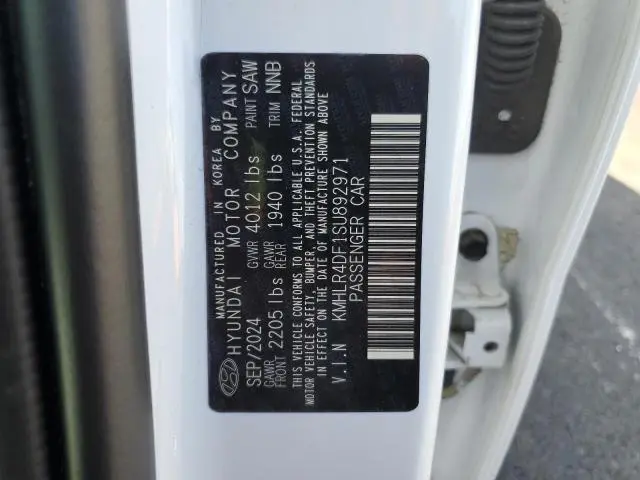 MANUFACTURED IN KOREA BY
HYUNDAI MOTOR COMPANY
SEP/2024 GVWR 4012 lbs PAINT SAW
GAWR FRONT 2205 lbs GAWR REAR 1940 lbs TRIM NNB
THIS VEHICLE CONFORMS TO ALL APPLICABLE U.S.A. FEDERAL
MOTOR VEHICLE SAFETY, BUMPER, AND THEFT PREVENTION STANDARDS
IN EFFECT ON THE DATE OF MANUFACTURE SHOWN ABOVE
V.I.N KMHLR4DF1SU892971
PASSENGER CAR